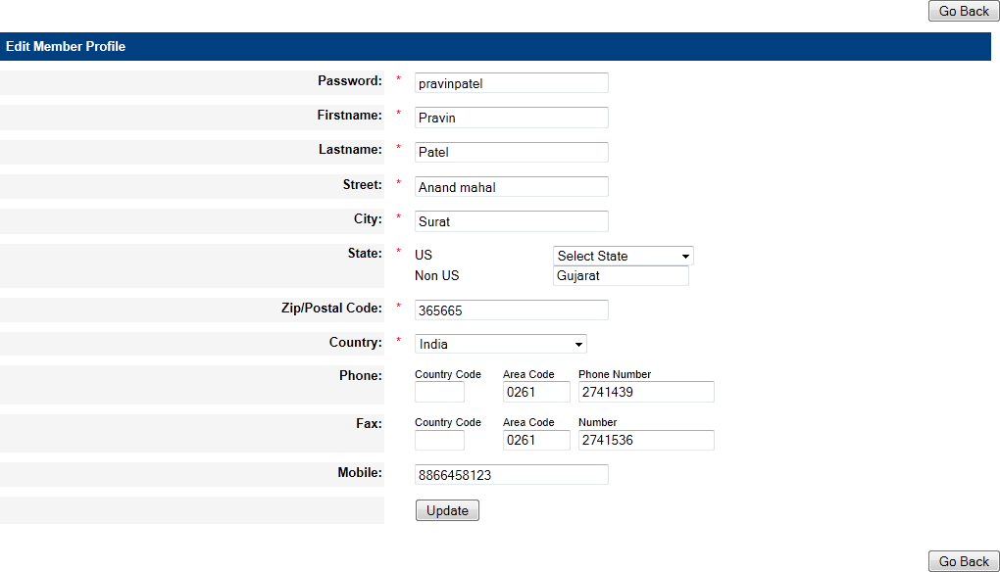 Go Back
Edit Member Profile
Password: * pravinpatel
Firstname: * Pravin
Lastname: * Patel
Street: * Anand mahal
City: * Surat
State: * US Select State
Non US Gujarat
Zip/Postal Code: * 365665
Country: * India
Phone: Country Code Area Code Phone Number
0261 2741439
Fax: Country Code Area Code Number
0261 2741536
Mobile: 8866458123
Update
Go Back